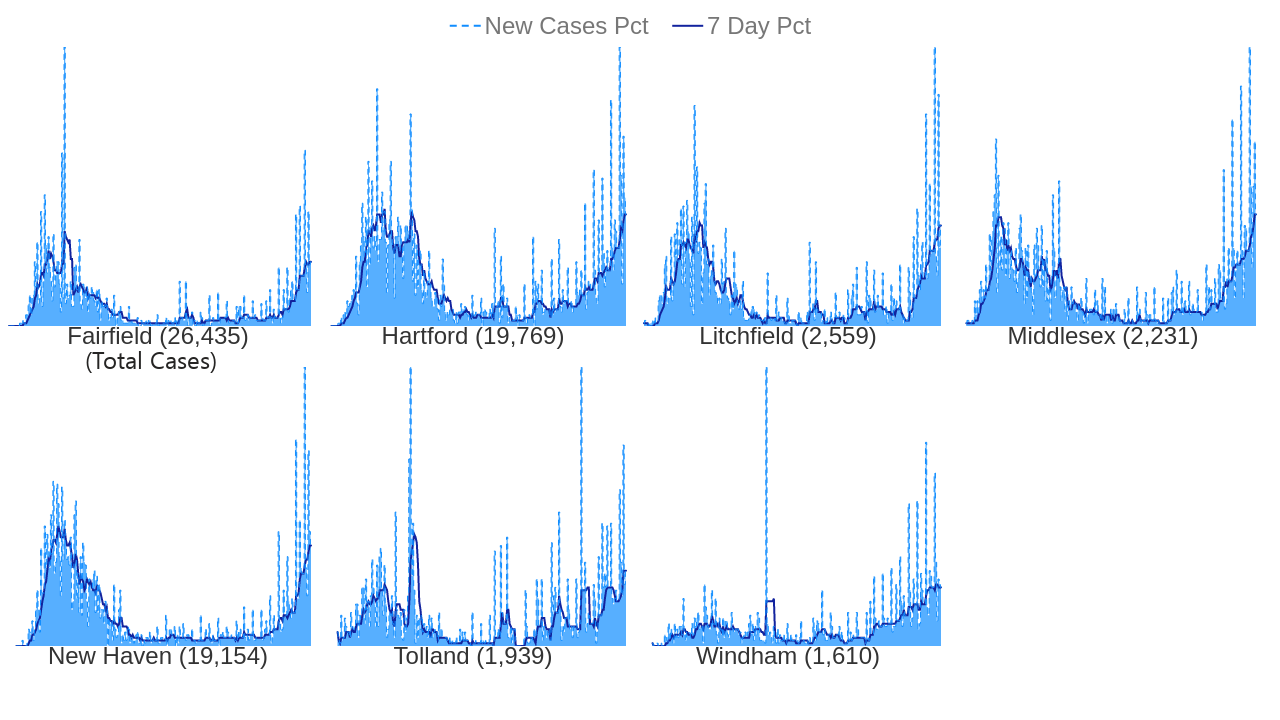 New Cases Pct 7 Day Pct
Fairfield (26,435) Hartford (19,769) Litchfield (2,559) Middlesex (2,231)
(Total Cases)
New Haven (19,154) Tolland (1,939) Windham (1,610)